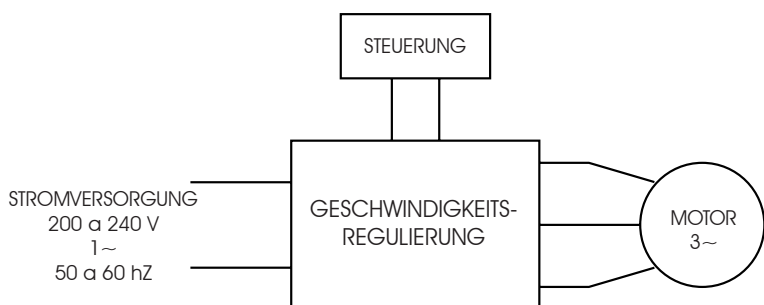 STEUERUNG
STROMVERSORGUNG
200 a 240 V
1~
50 a 60 hZ
GESCHWINDIGKEITS-
REGULIERUNG
MOTOR
3~